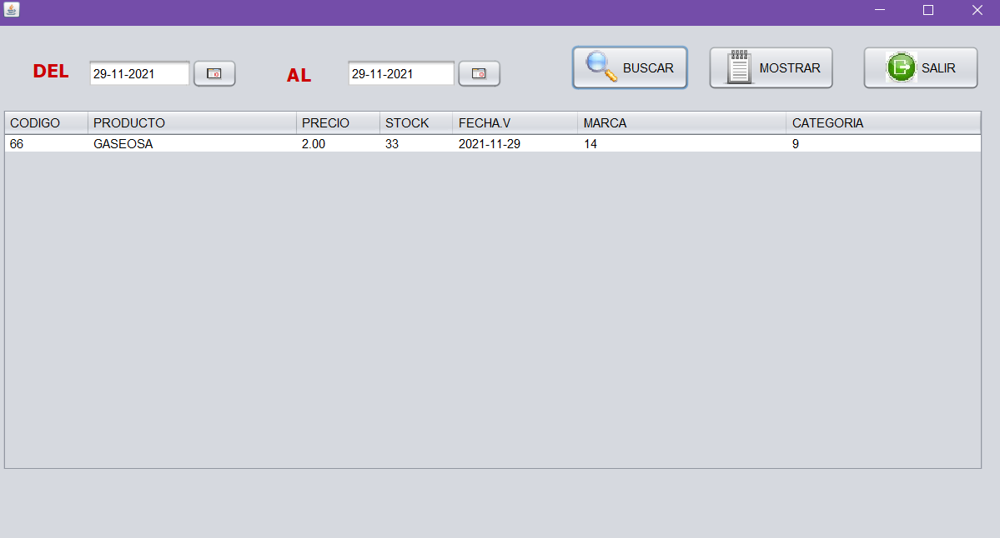 DEL 29-11-2021 AL 29-11-2021 BUSCAR MOSTRAR SALIR
CODIGO PRODUCTO PRECIO STOCK FECHA.V MARCA CATEGORIA
66 GASEOSA 2.00 33 2021-11-29 14 9